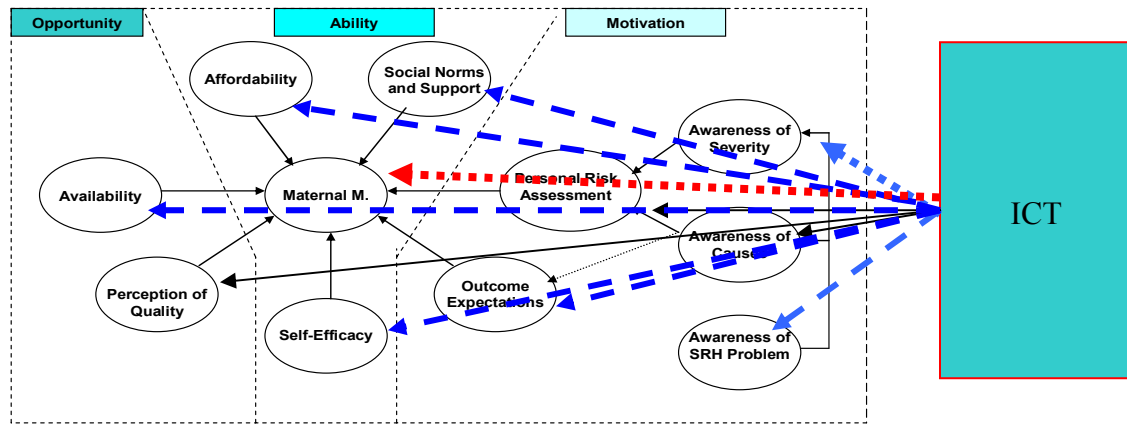 Opportunity
Ability
Motivation
Affordability
Social Norms
and Support
Awareness of
Severity
ICT
Availability
Maternal M.
Personal Risk
Assessment
Awareness of
Causes
Perception of
Quality
Outcome
Expectations
Self-Efficacy
Awareness of
SRH Problem